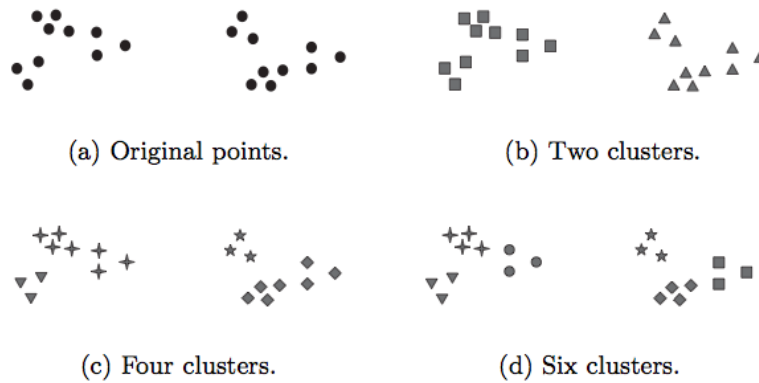 (a) Original points.
(b) Two clusters.
(c) Four clusters.
(d) Six clusters.